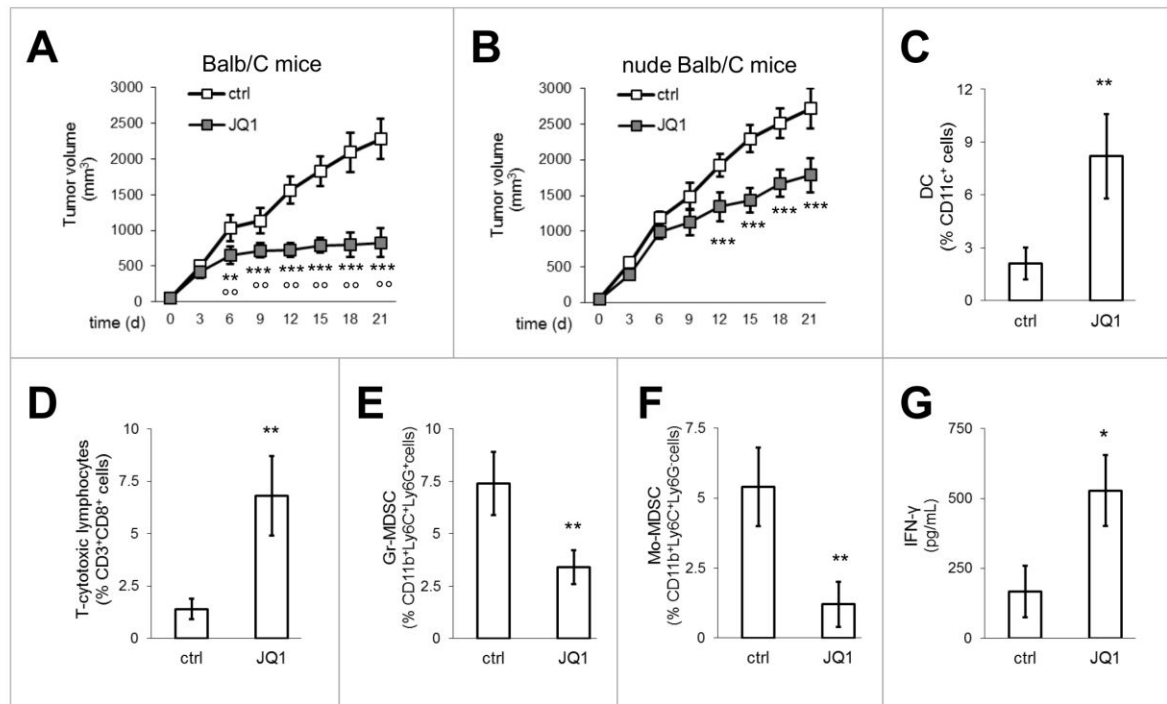 A
Balb/C mice
ctrl
JQ1
Tumor volume
(mm³)
3000
2500
2000
1500
1000
500
0
** *** *** *** *** ***
°° °° °° °° °° °°
time (d) 0 3 6 9 12 15 18 21
B
nude Balb/C mice
ctrl
JQ1
Tumor volume
(mm³)
3000
2500
2000
1500
1000
500
0
*** *** *** ***
time (d) 0 3 6 9 12 15 18 21
C
DC
(% CD11c⁺ cells)
12
9
6
3
0
**
ctrl JQ1
D
T-cytotoxic lymphocytes
(% CD3⁺CD8⁺ cells)
10
7.5
5
2.5
0
**
ctrl JQ1
E
Gr-MDSC
(% CD11b⁺Ly6C⁺Ly6G⁺cells)
10
7.5
5
2.5
0
**
ctrl JQ1
F
Mo-MDSC
(% CD11b⁺Ly6C⁺Ly6G⁻cells)
7.5
5
2.5
0
**
ctrl JQ1
G
IFN-γ
(pg/mL)
750
500
250
0
*
ctrl JQ1